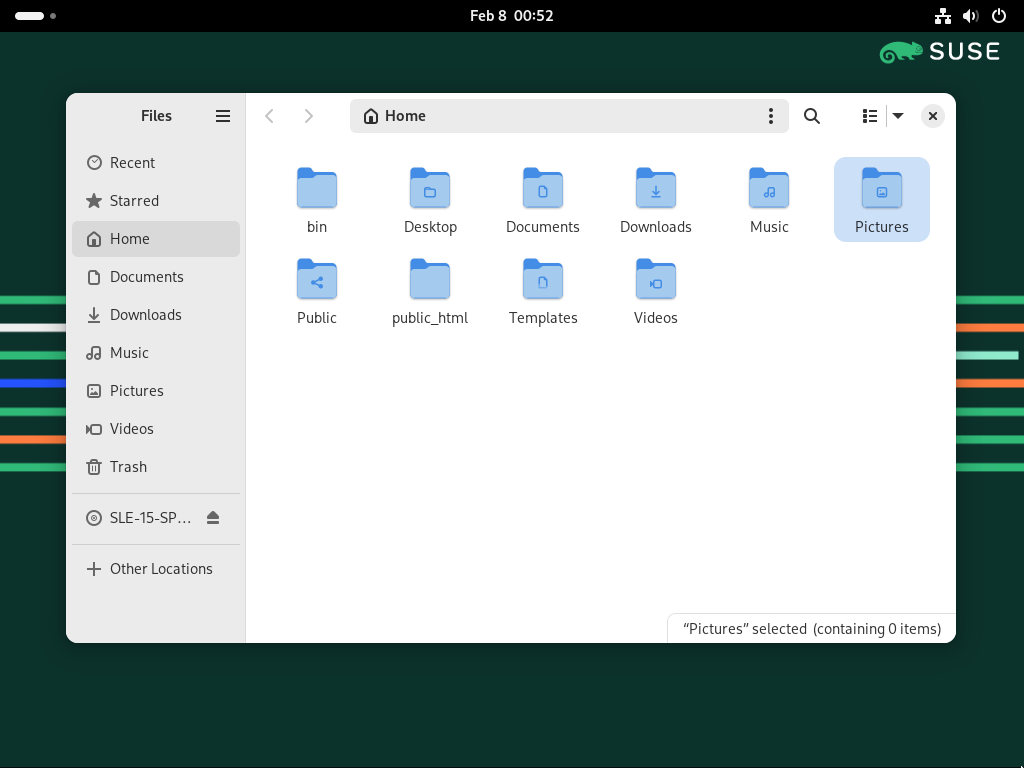 Feb 8 00:52
SUSE
Files
Home
Recent
Starred
Home
Documents
Downloads
Music
Pictures
Videos
Trash
SLE-15-SP…
Other Locations
bin
Desktop
Documents
Downloads
Music
Pictures
Public
public_html
Templates
Videos
“Pictures” selected (containing 0 items)